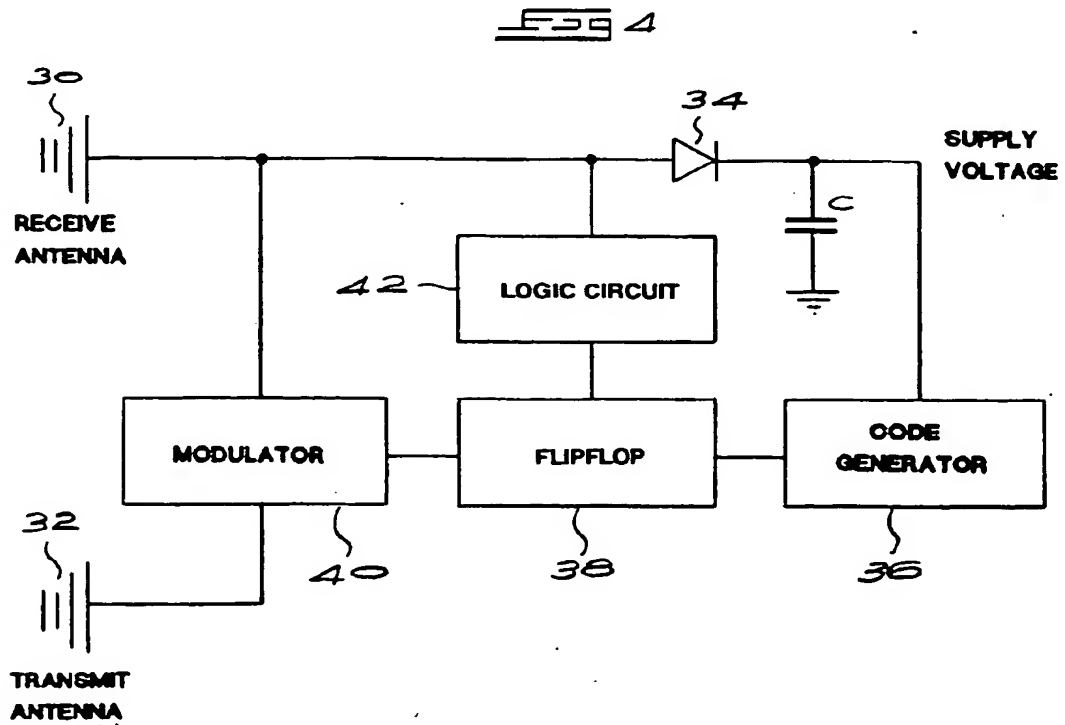 Fig 4
30
34
SUPPLY
VOLTAGE
RECEIVE
ANTENNA
C
42
LOGIC CIRCUIT
MODULATOR
FLIPFLOP
CODE
GENERATOR
32
40
38
36
TRANSMIT
ANTENNA